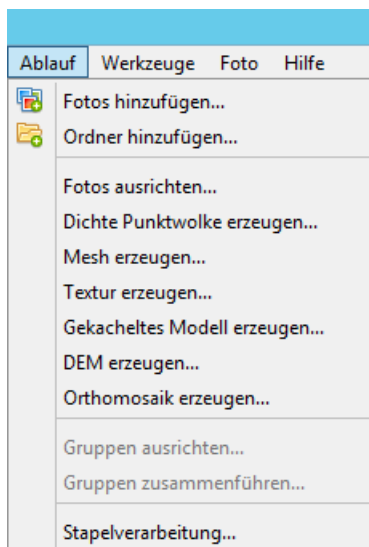 Ablauf Werkzeuge Foto Hilfe
Fotos hinzufügen...
Ordner hinzufügen...
Fotos ausrichten...
Dichte Punktwolke erzeugen...
Mesh erzeugen...
Textur erzeugen...
Gekacheltes Modell erzeugen...
DEM erzeugen...
Orthomosaik erzeugen...
Gruppen ausrichten...
Gruppen zusammenführen...
Stapelverarbeitung...